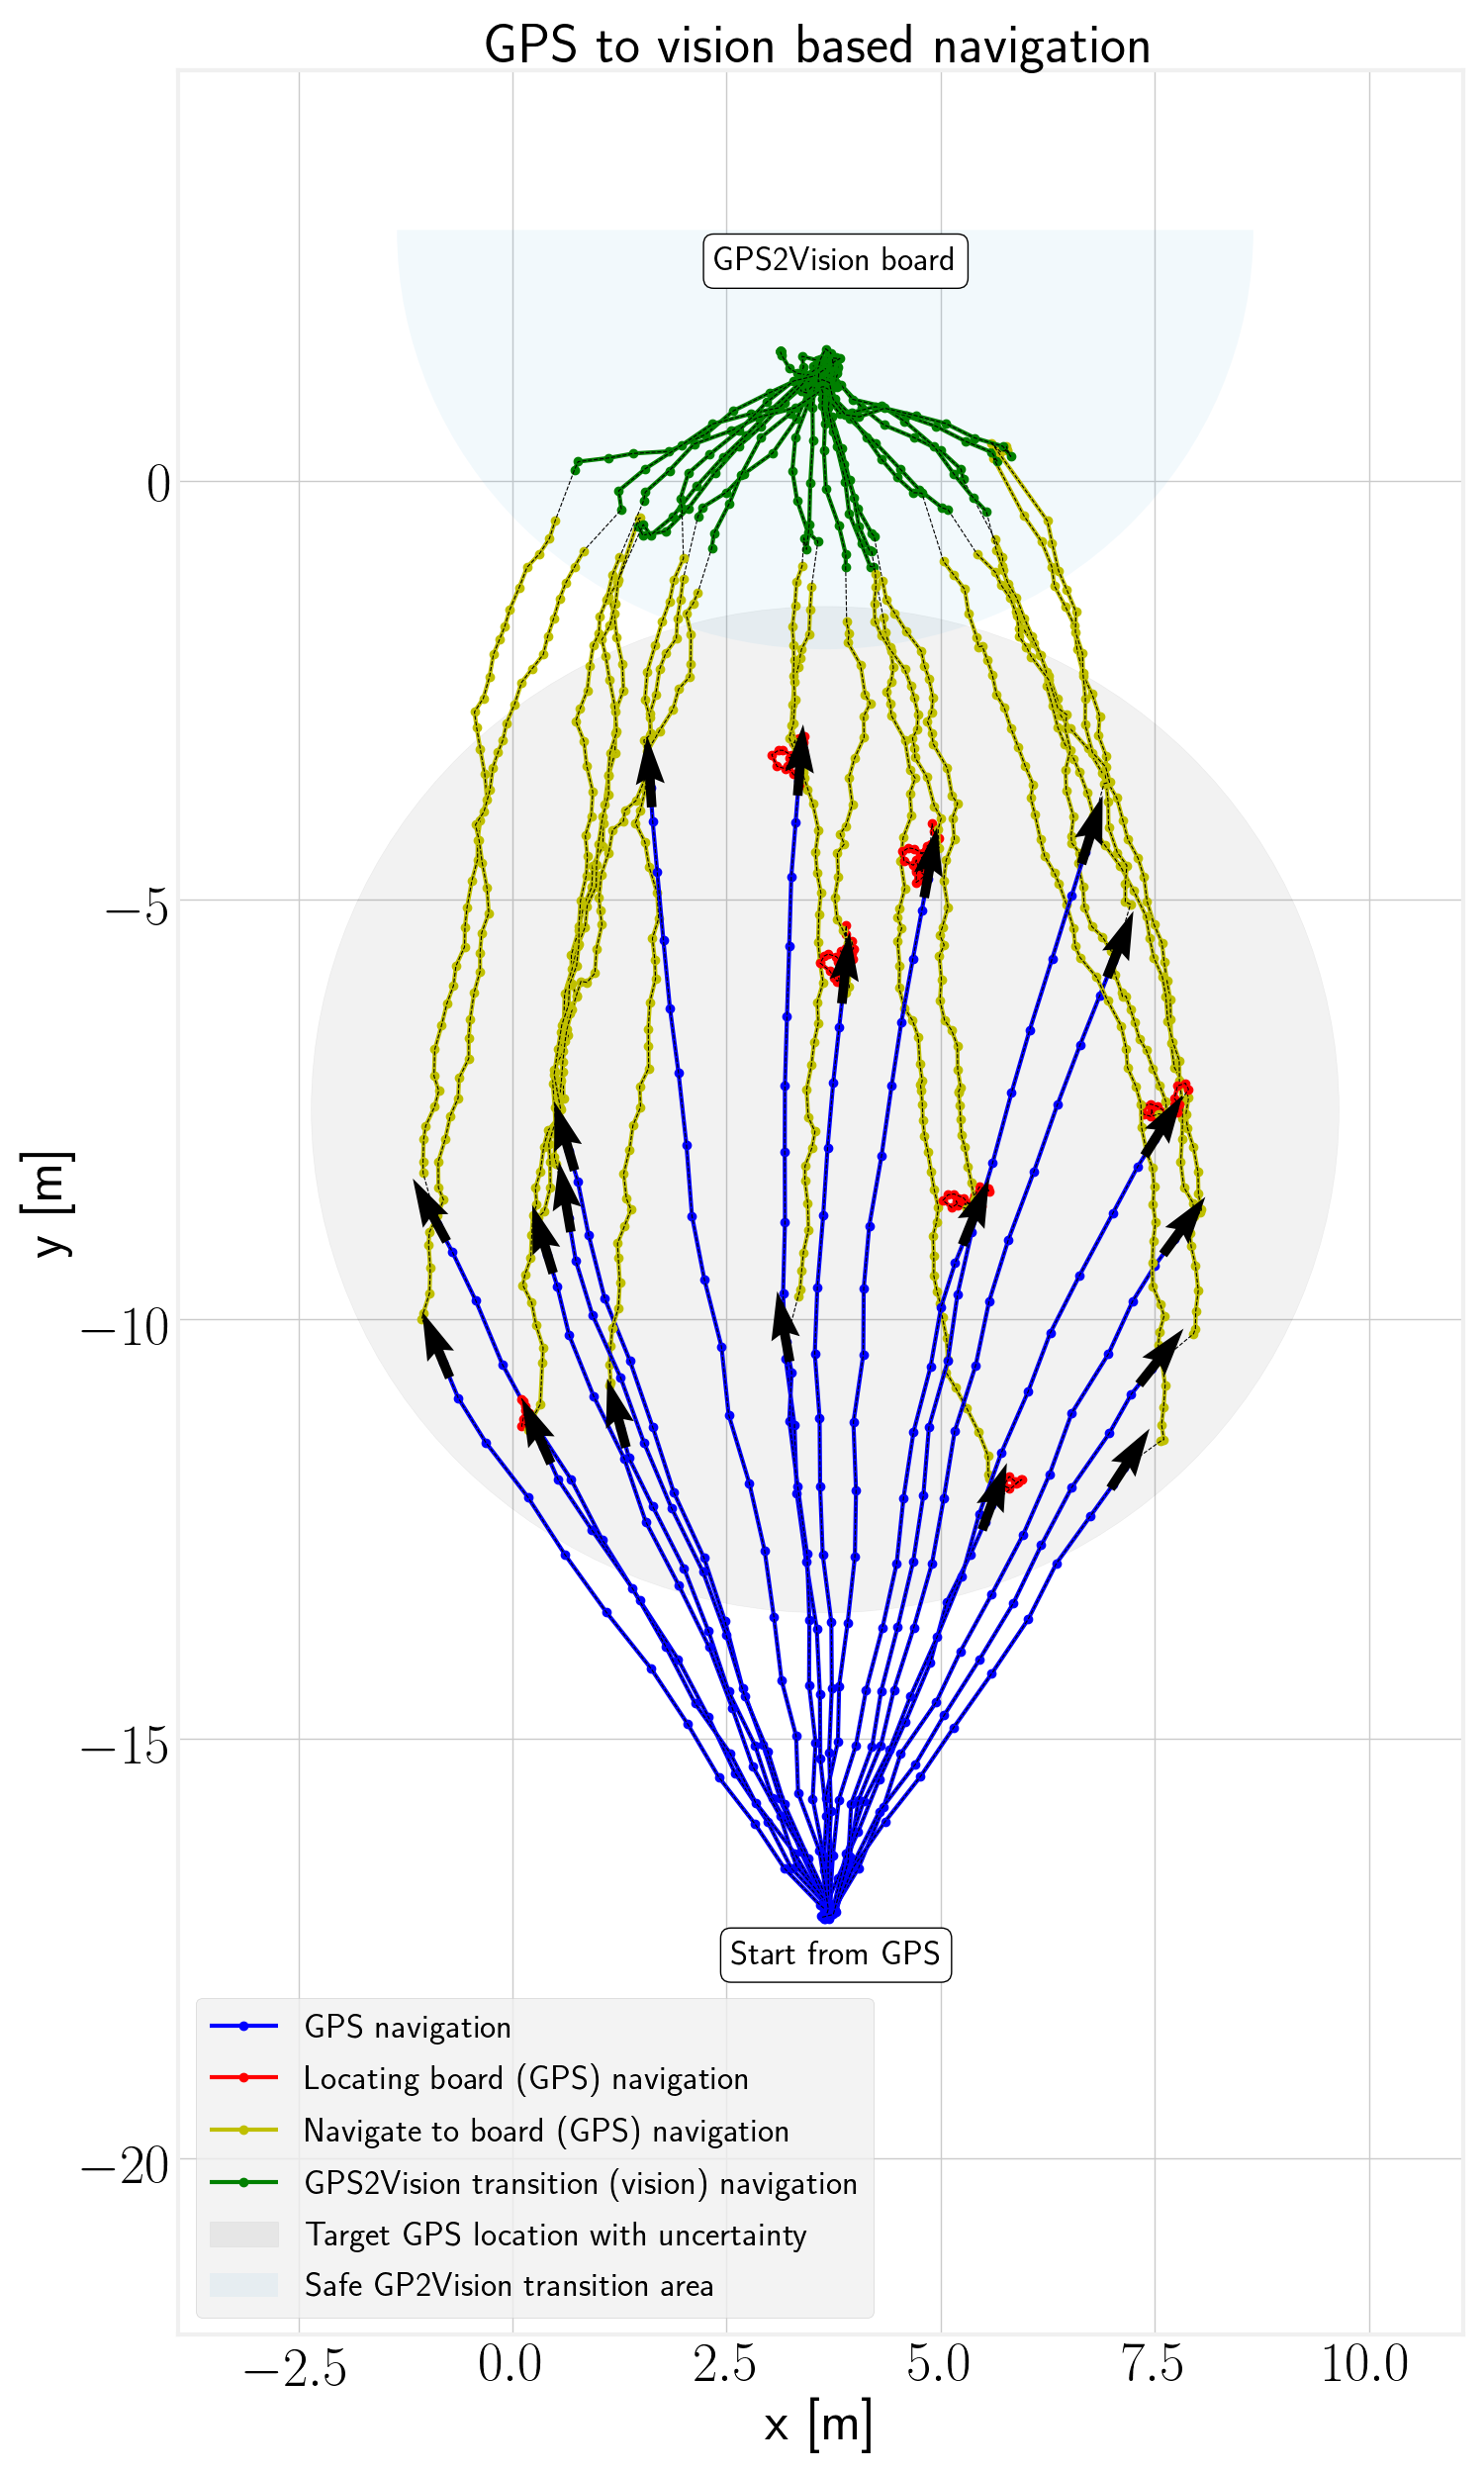 GPS to vision based navigation
GPS2Vision board
0
−5
−10
−15
−20
y [m]
Start from GPS
GPS navigation
Locating board (GPS) navigation
Navigate to board (GPS) navigation
GPS2Vision transition (vision) navigation
Target GPS location with uncertainty
Safe GP2Vision transition area
−2.5 0.0 2.5 5.0 7.5 10.0
x [m]